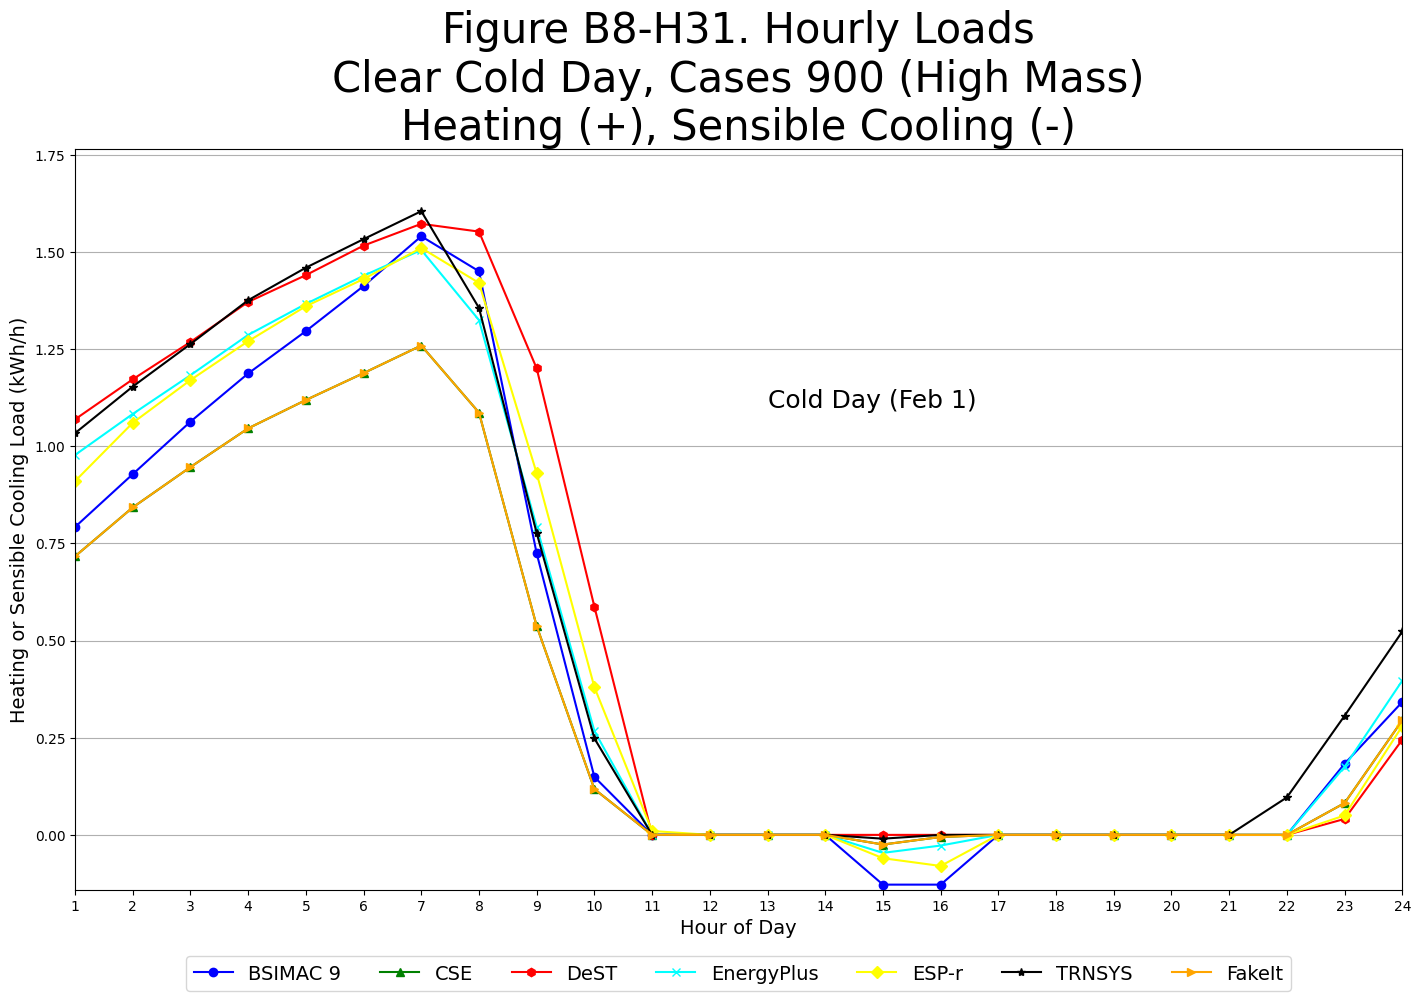 Figure B8-H31. Hourly Loads
Clear Cold Day, Cases 900 (High Mass)
Heating (+), Sensible Cooling (-)
Heating or Sensible Cooling Load (kWh/h)
1.75
1.50
1.25
1.00
0.75
0.50
0.25
0.00
Cold Day (Feb 1)
1 2 3 4 5 6 7 8 9 10 11 12 13 14 15 16 17 18 19 20 21 22 23 24
Hour of Day
BSIMAC 9 CSE DeST EnergyPlus ESP-r TRNSYS FakeIt